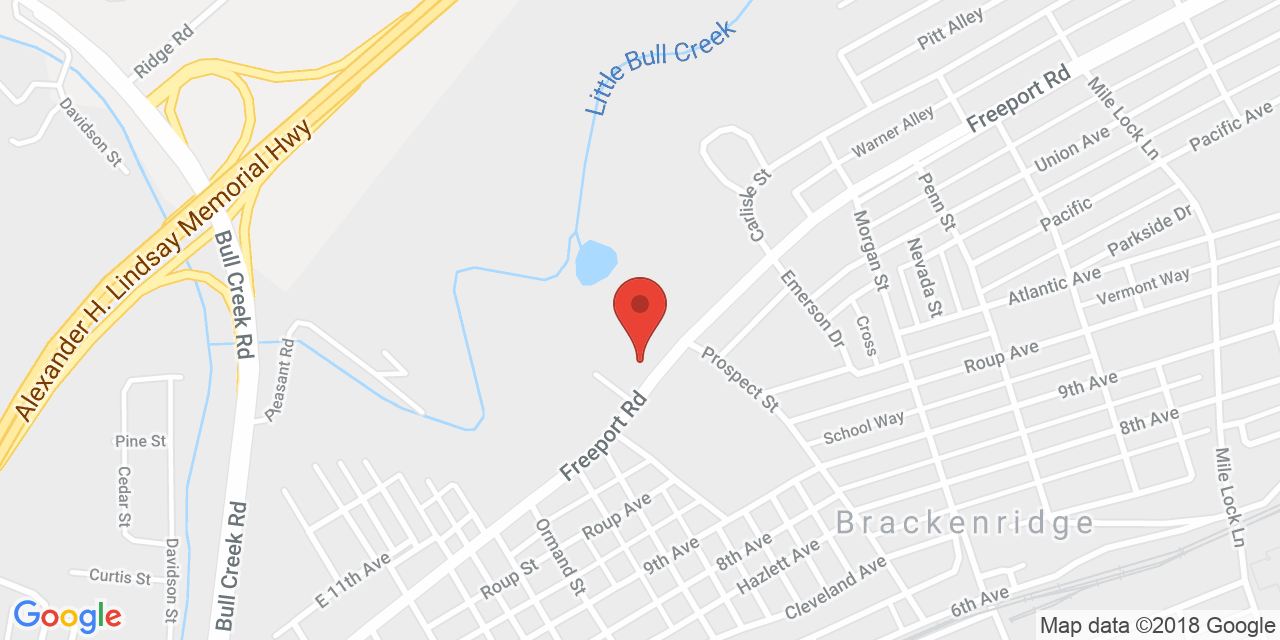 Pitt Alley
Ridge Rd
Little Bull Creek
Freeport Rd
Mile Lock Ln
Davidson St
Warner Alley
Pacific Ave
Union Ave
Alexander H. Lindsay Memorial Hwy
Carlisle St
Penn St
Pacific
Morgan St
Parkside Dr
Bull Creek Rd
Nevada St
Atlantic Ave
Vermont Way
Emerson Dr
Cross
Pleasant Rd
Prospect St
Roup Ave
9th Ave
Freeport Rd
School Way
8th Ave
Pine St
Cedar St
Mile Lock Ln
Bull Creek Rd
Ormand St
Roup Ave
Brackenridge
Davidson St
E 11th Ave
Roup St
9th Ave
8th Ave
Hazlett Ave
Cleveland Ave
Curtis St
6th Ave
Google
Map data ©2018 Google